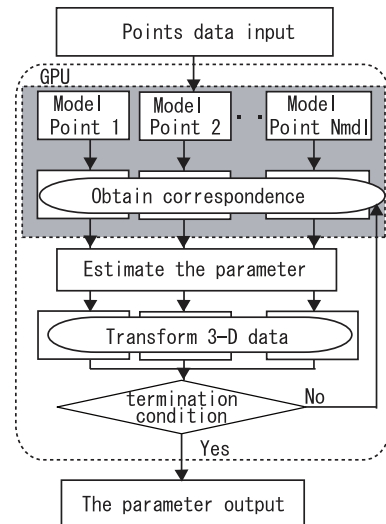 Points data input
GPU
Model
Point 1
Model
Point 2
Model
Point Nmdl
Obtain correspondence
Estimate the parameter
Transform 3-D data
termination
condition
No
Yes
The parameter output